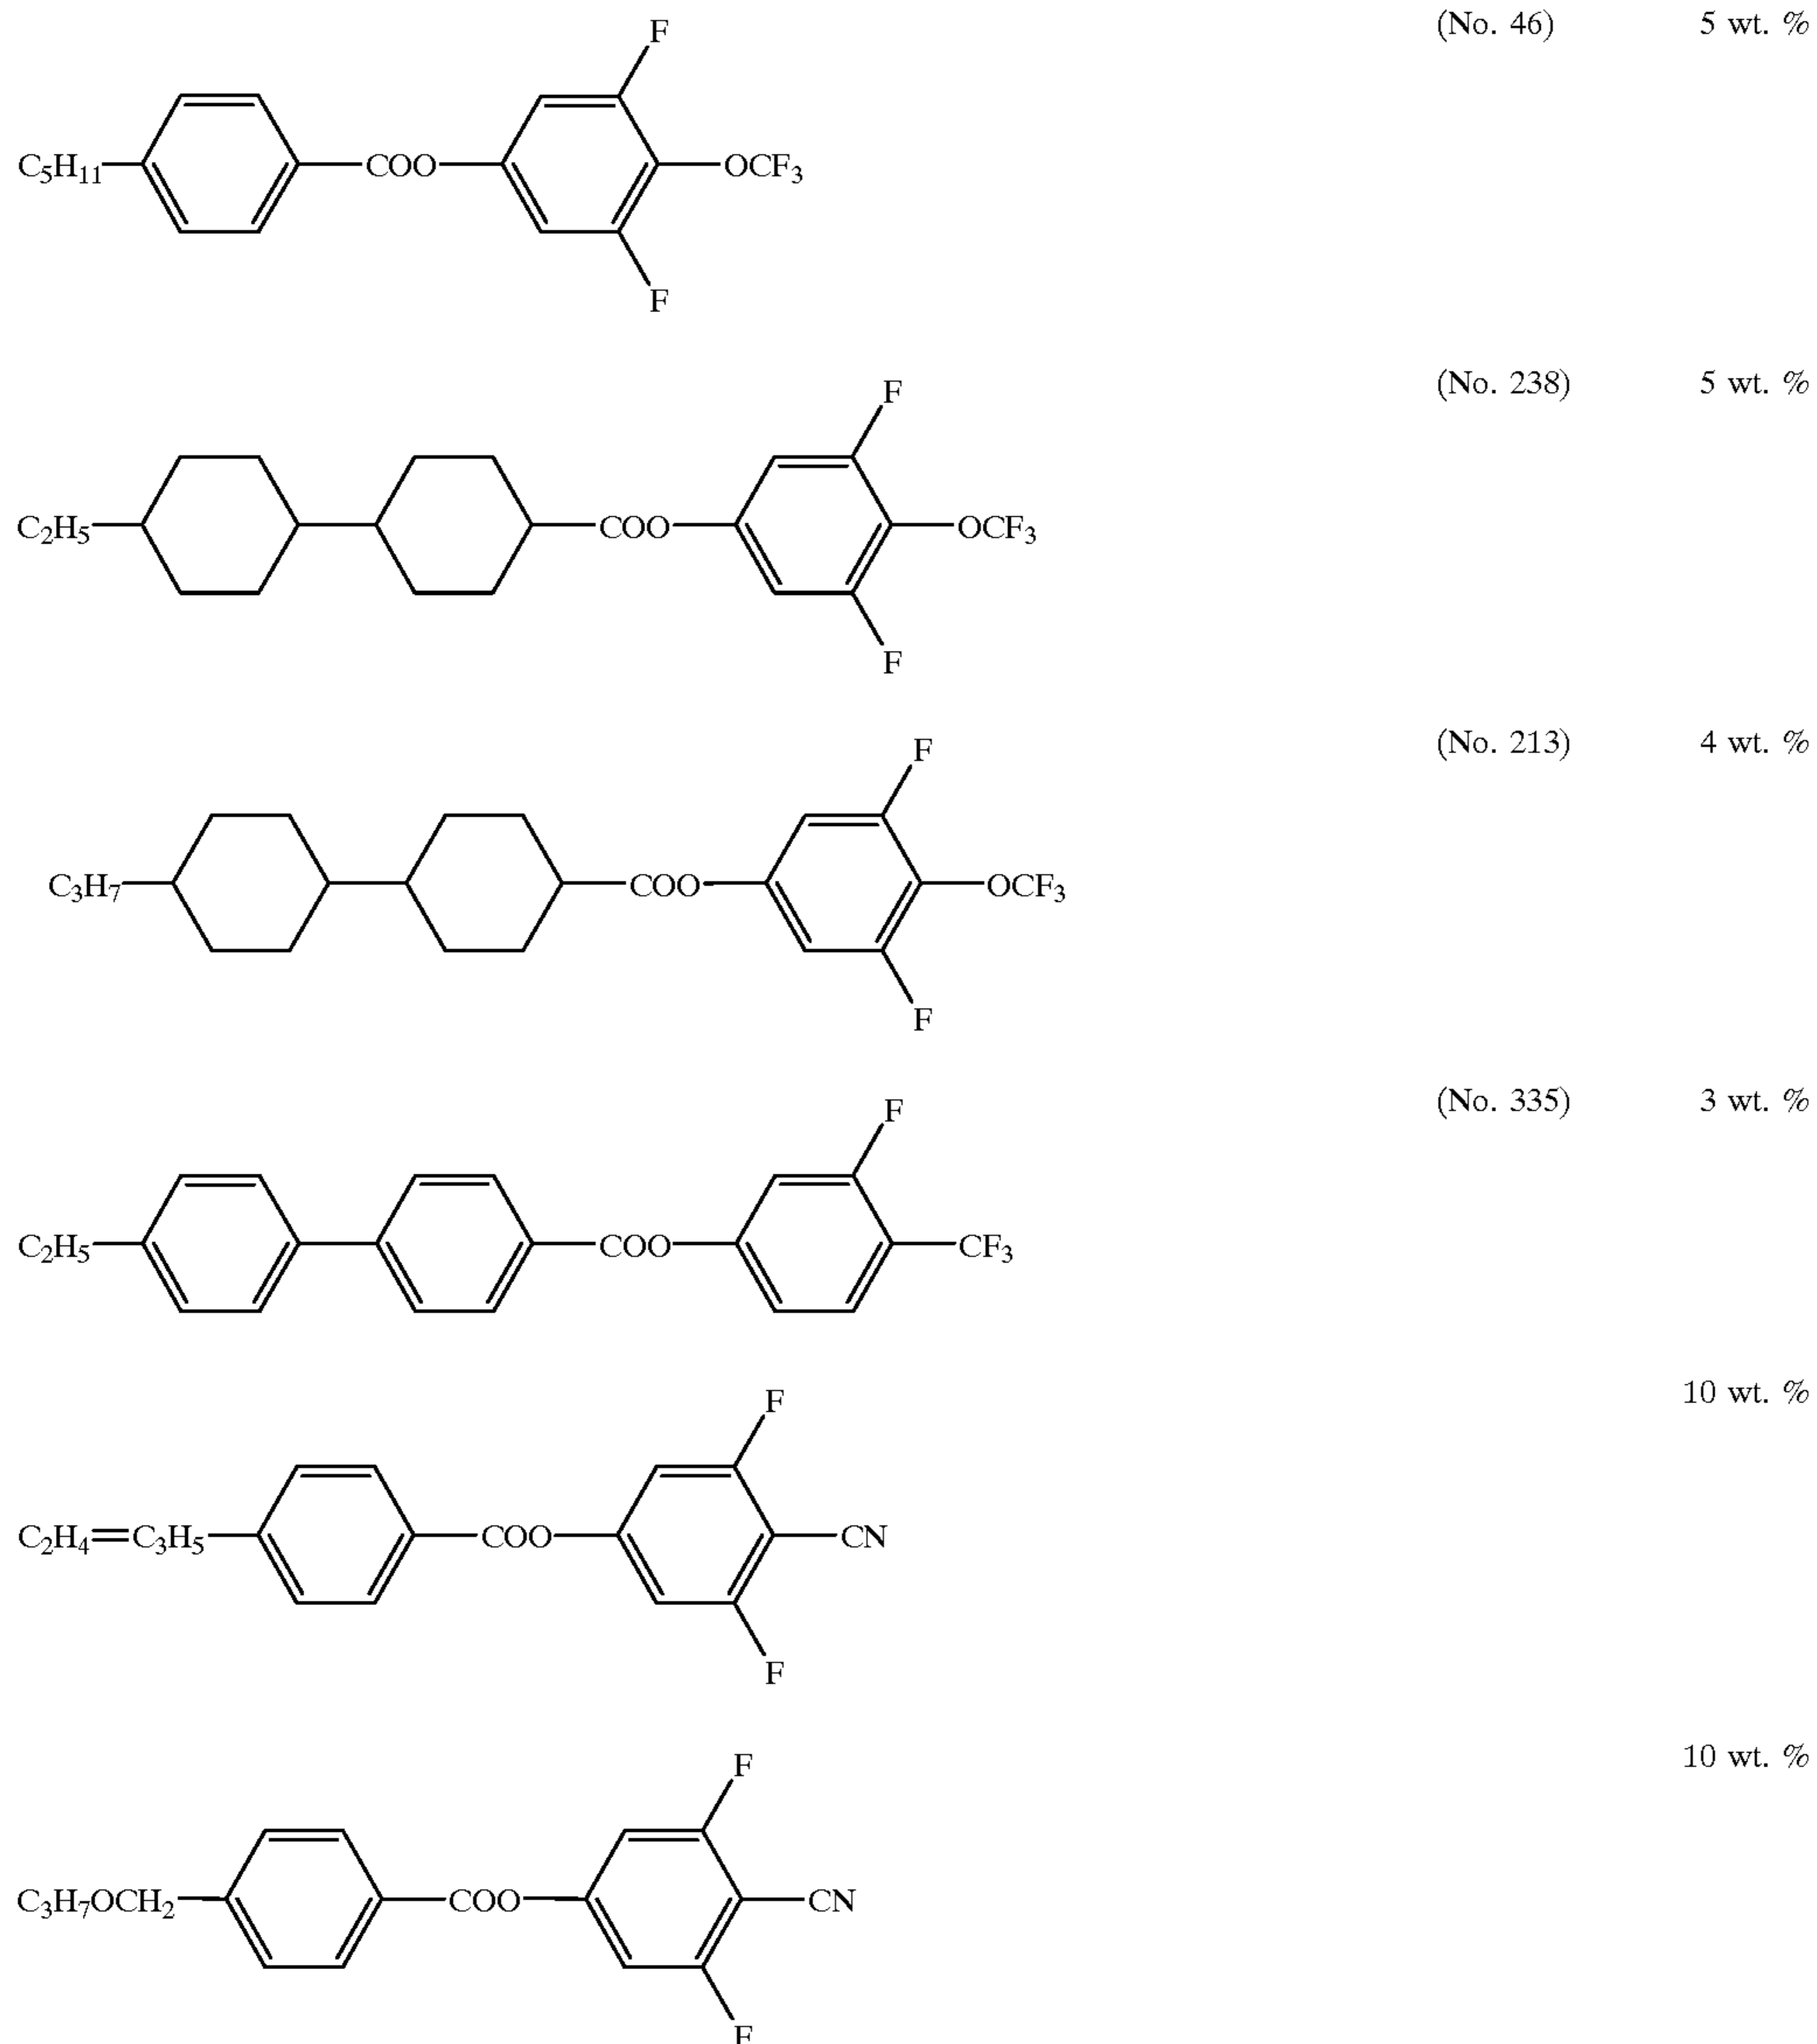 (No. 46) 5 wt. %
F
C5H11 COO OCF3
F
(No. 238) 5 wt. %
F
C2H5 COO OCF3
F
(No. 213) 4 wt. %
F
C3H7 COO OCF3
F
(No. 335) 3 wt. %
F
C2H5 COO CF3
10 wt. %
F
C2H4=C3H5 COO CN
F
10 wt. %
F
C3H7OCH2 COO CN
F